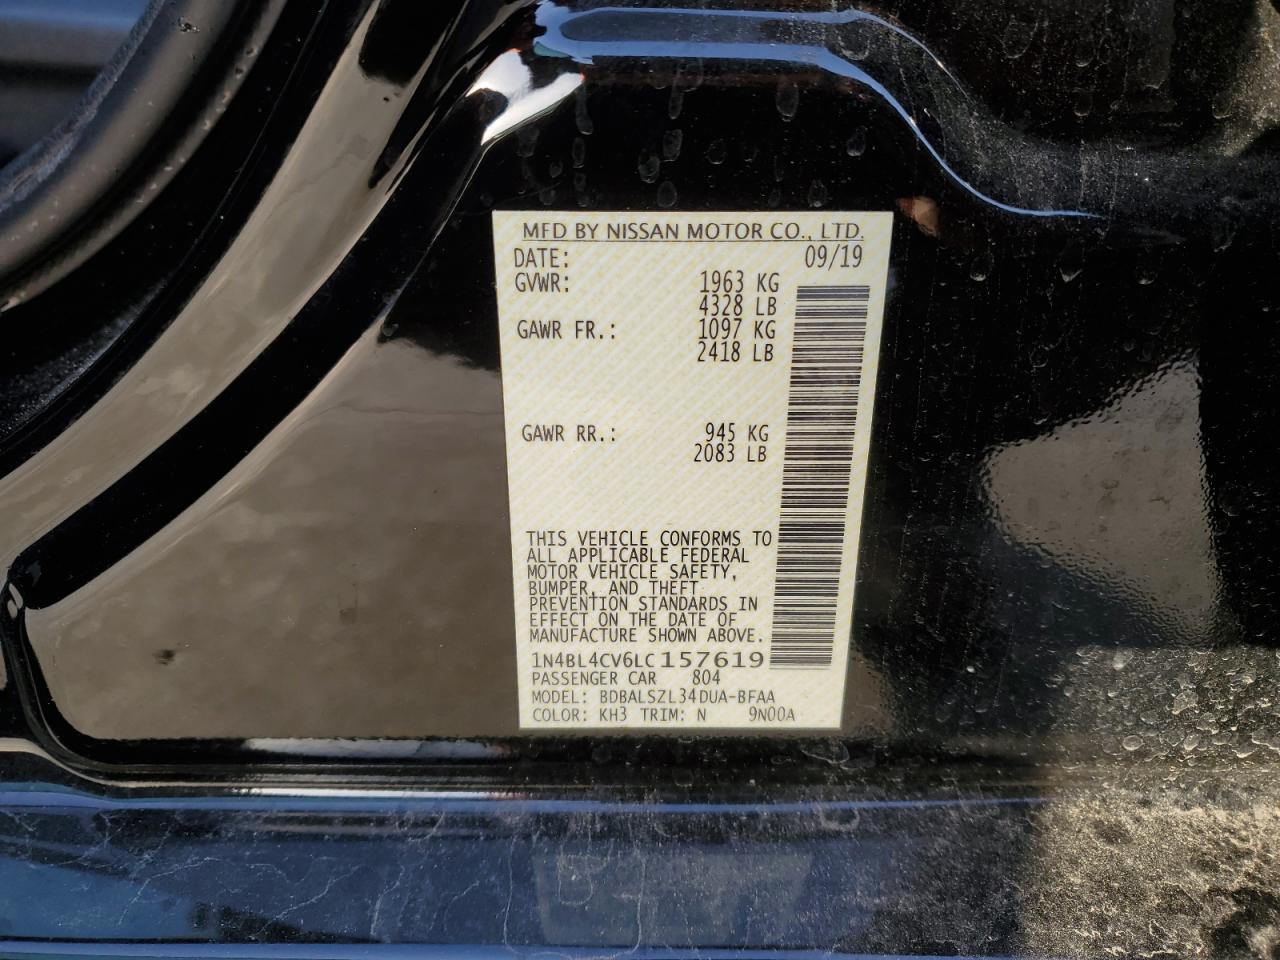 MFD BY NISSAN MOTOR CO., LTD.
DATE: 09/19
GVWR: 1963 KG
4328 LB
GAWR FR.: 1097 KG
2418 LB
GAWR RR.: 945 KG
2083 LB
THIS VEHICLE CONFORMS TO
ALL APPLICABLE FEDERAL
MOTOR VEHICLE SAFETY,
BUMPER, AND THEFT
PREVENTION STANDARDS IN
EFFECT ON THE DATE OF
MANUFACTURE SHOWN ABOVE.
1N4BL4CV6LC157619
PASSENGER CAR 804
MODEL: BDBALSZL34DUA-BFAA
COLOR: KH3 TRIM: N 9N00A